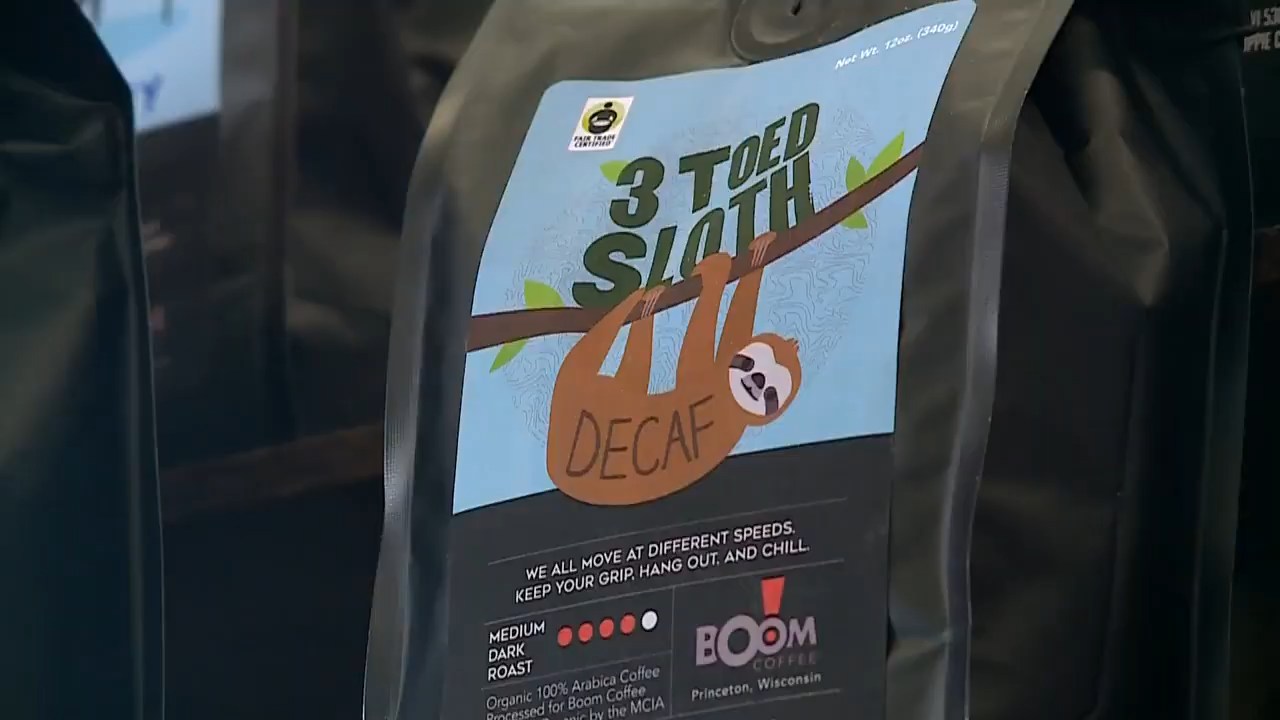 Net Wt. 12oz. (340g)
FAIR TRADE
CERTIFIED
3 TOED
SLOTH
DECAF
WE ALL MOVE AT DIFFERENT SPEEDS.
KEEP YOUR GRIP, HANG OUT, AND CHILL.
MEDIUM
DARK
ROAST
BOOM
COFFEE
Princeton, Wisconsin
Organic 100% Arabica Coffee
Processed for Boom Coffee
by the MCIA